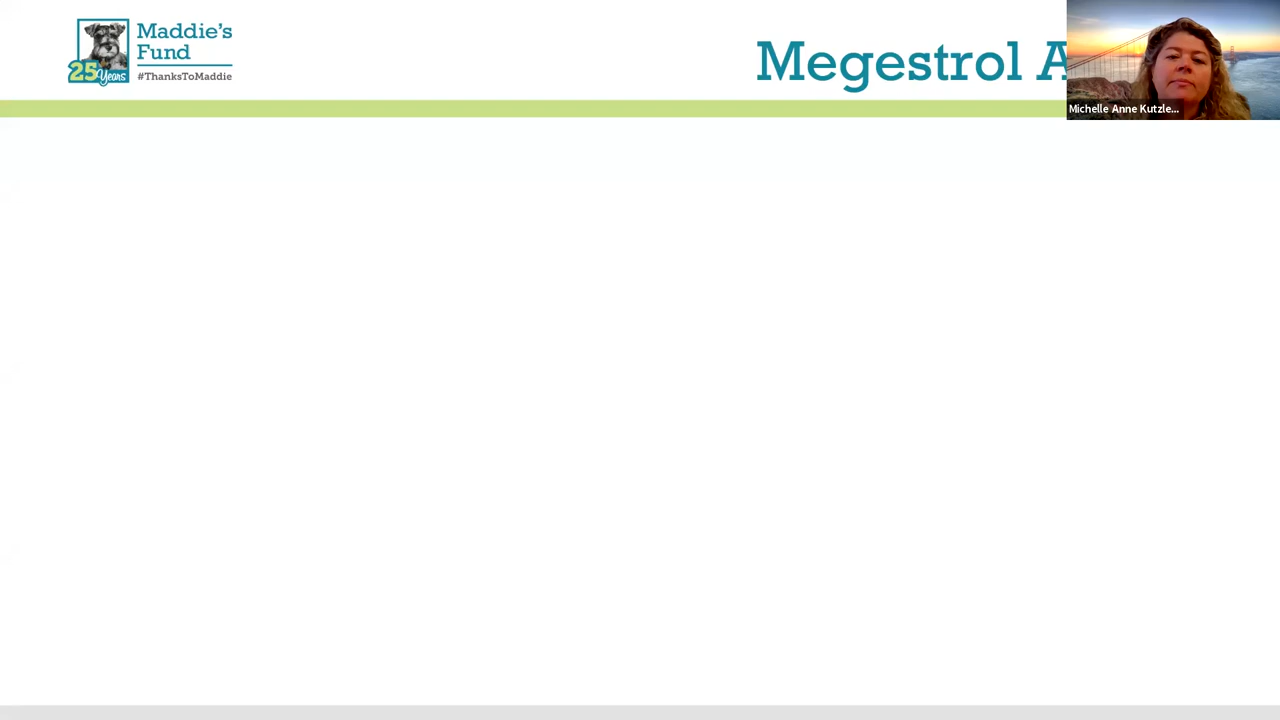 Maddie's
Fund
25 Years
#ThanksToMaddie
Megestrol A
Michelle Anne Kutzle...